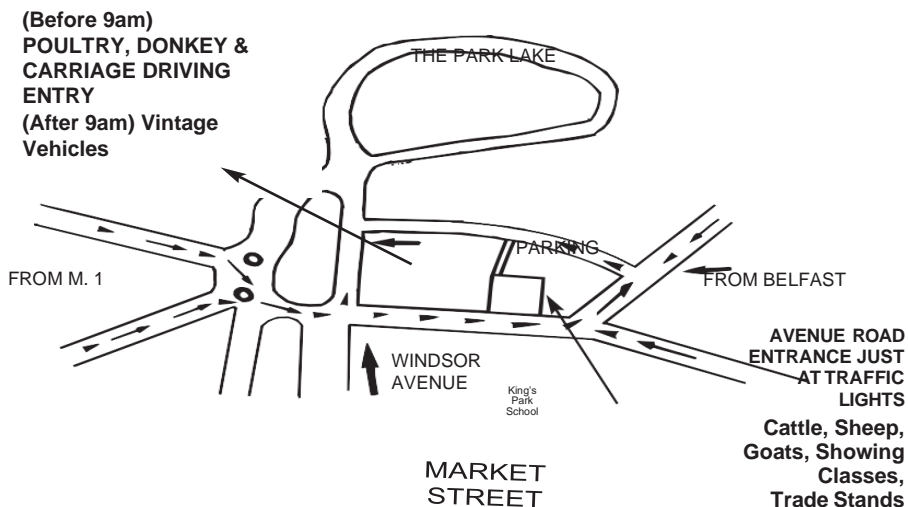 (Before 9am)
POULTRY, DONKEY &
CARRIAGE DRIVING
ENTRY
(After 9am) Vintage
Vehicles
THE PARK LAKE
PARKING
FROM M. 1
FROM BELFAST
WINDSOR
AVENUE
King's
Park
School
AVENUE ROAD
ENTRANCE JUST
AT TRAFFIC
LIGHTS
Cattle, Sheep,
Goats, Showing
Classes,
Trade Stands
MARKET
STREET